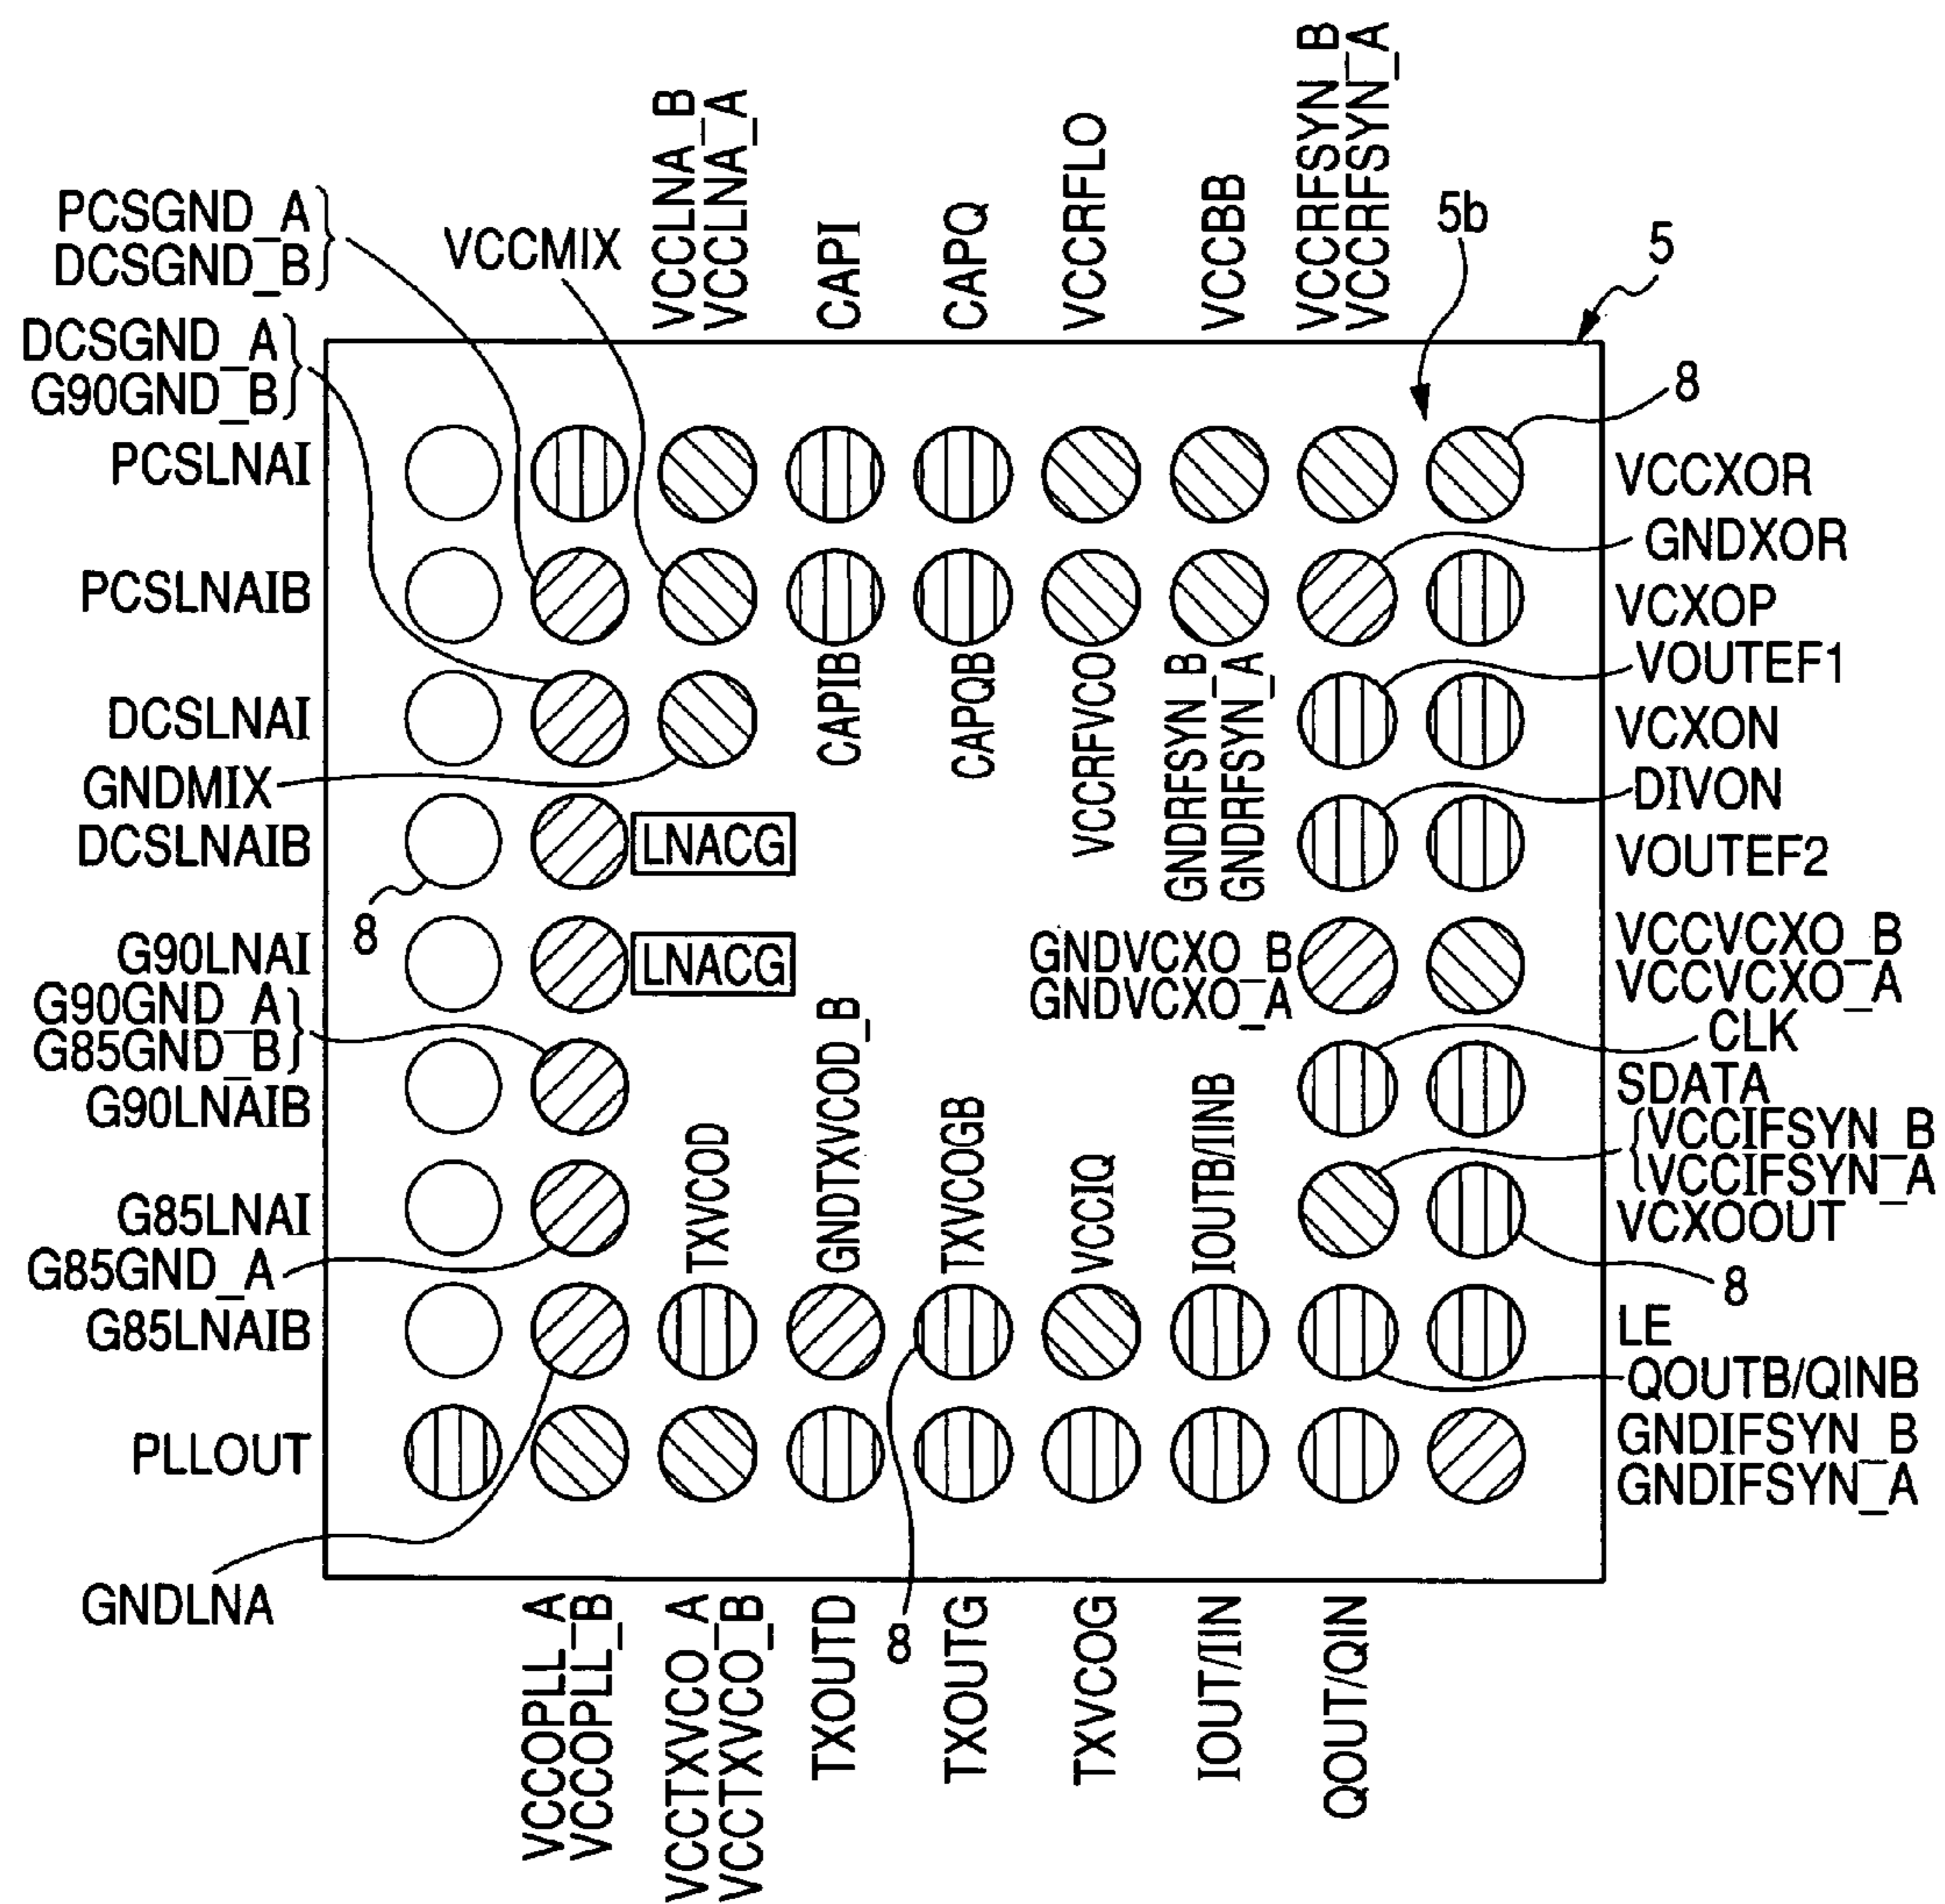 VCCLNA_B
VCCLNA_A
CAPI
CAPQ
VCCRFLO
VCCBB
VCCRFSYN_B
VCCRFSYN_A
5b
5
PCSGND_A
DCSGND_B
VCCMIX
DCSGND_A
G90GND_B
8
PCSLNAI
VCCXOR
GNDXOR
PCSLNAIB
VCXOP
VOUTEF1
CAPIB
CAPQB
VCCRFVCO
GNDRFSYN_B
GNDRFSYN_A
DCSLNAI
VCXON
GNDMIX
DIVON
DCSLNAIB
LNACG
VOUTEF2
8
G90LNAI
LNACG
GNDVCXO_B
GNDVCXO_A
VCCVCXO_B
VCCVCXO_A
G90GND_A
G85GND_B
CLK
G90LNAIB
SDATA
VCCIFSYN_B
VCCIFSYN_A
TXVCOD
GNDTXVCOD_B
TXVCOGB
VCCIQ
IOUTB/IINB
G85LNAI
VCXOOUT
G85GND_A
8
G85LNAIB
LE
QOUTB/QINB
PLLOUT
GNDIFSYN_B
GNDIFSYN_A
GNDLNA
8
VCCOPLL_A
VCCOPLL_B
VCCTXVCO_A
VCCTXVCO_B
TXOUTD
TXOUTG
TXVCOG
IOUT/IIN
QOUT/QIN